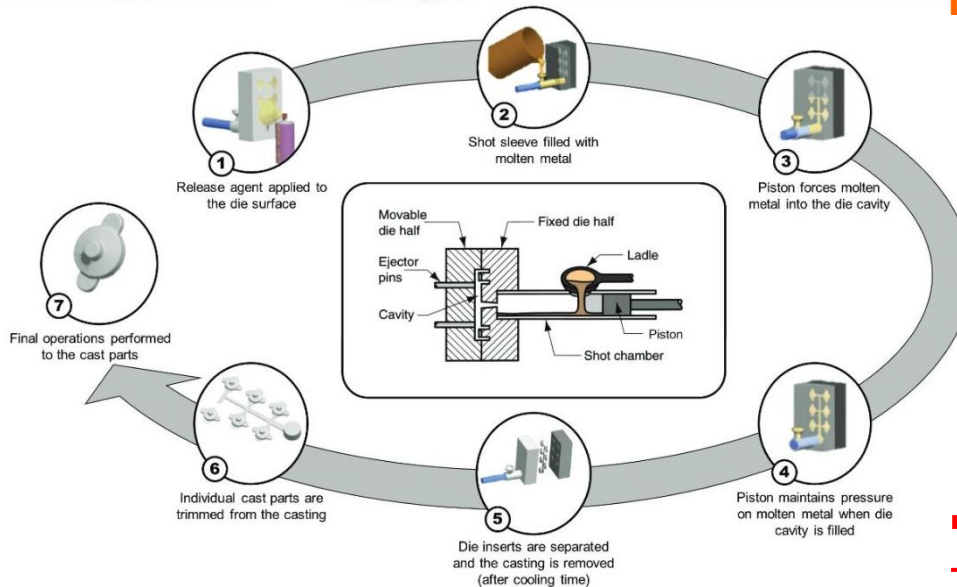 1
Release agent applied to
the die surface
2
Shot sleeve filled with
molten metal
3
Piston forces molten
metal into the die cavity
4
Piston maintains pressure
on molten metal when die
cavity is filled
5
Die inserts are separated
and the casting is removed
(after cooling time)
6
Individual cast parts are
trimmed from the casting
7
Final operations performed
to the cast parts
Movable
die half
Fixed die half
Ejector
pins
Cavity
Ladle
Piston
Shot chamber